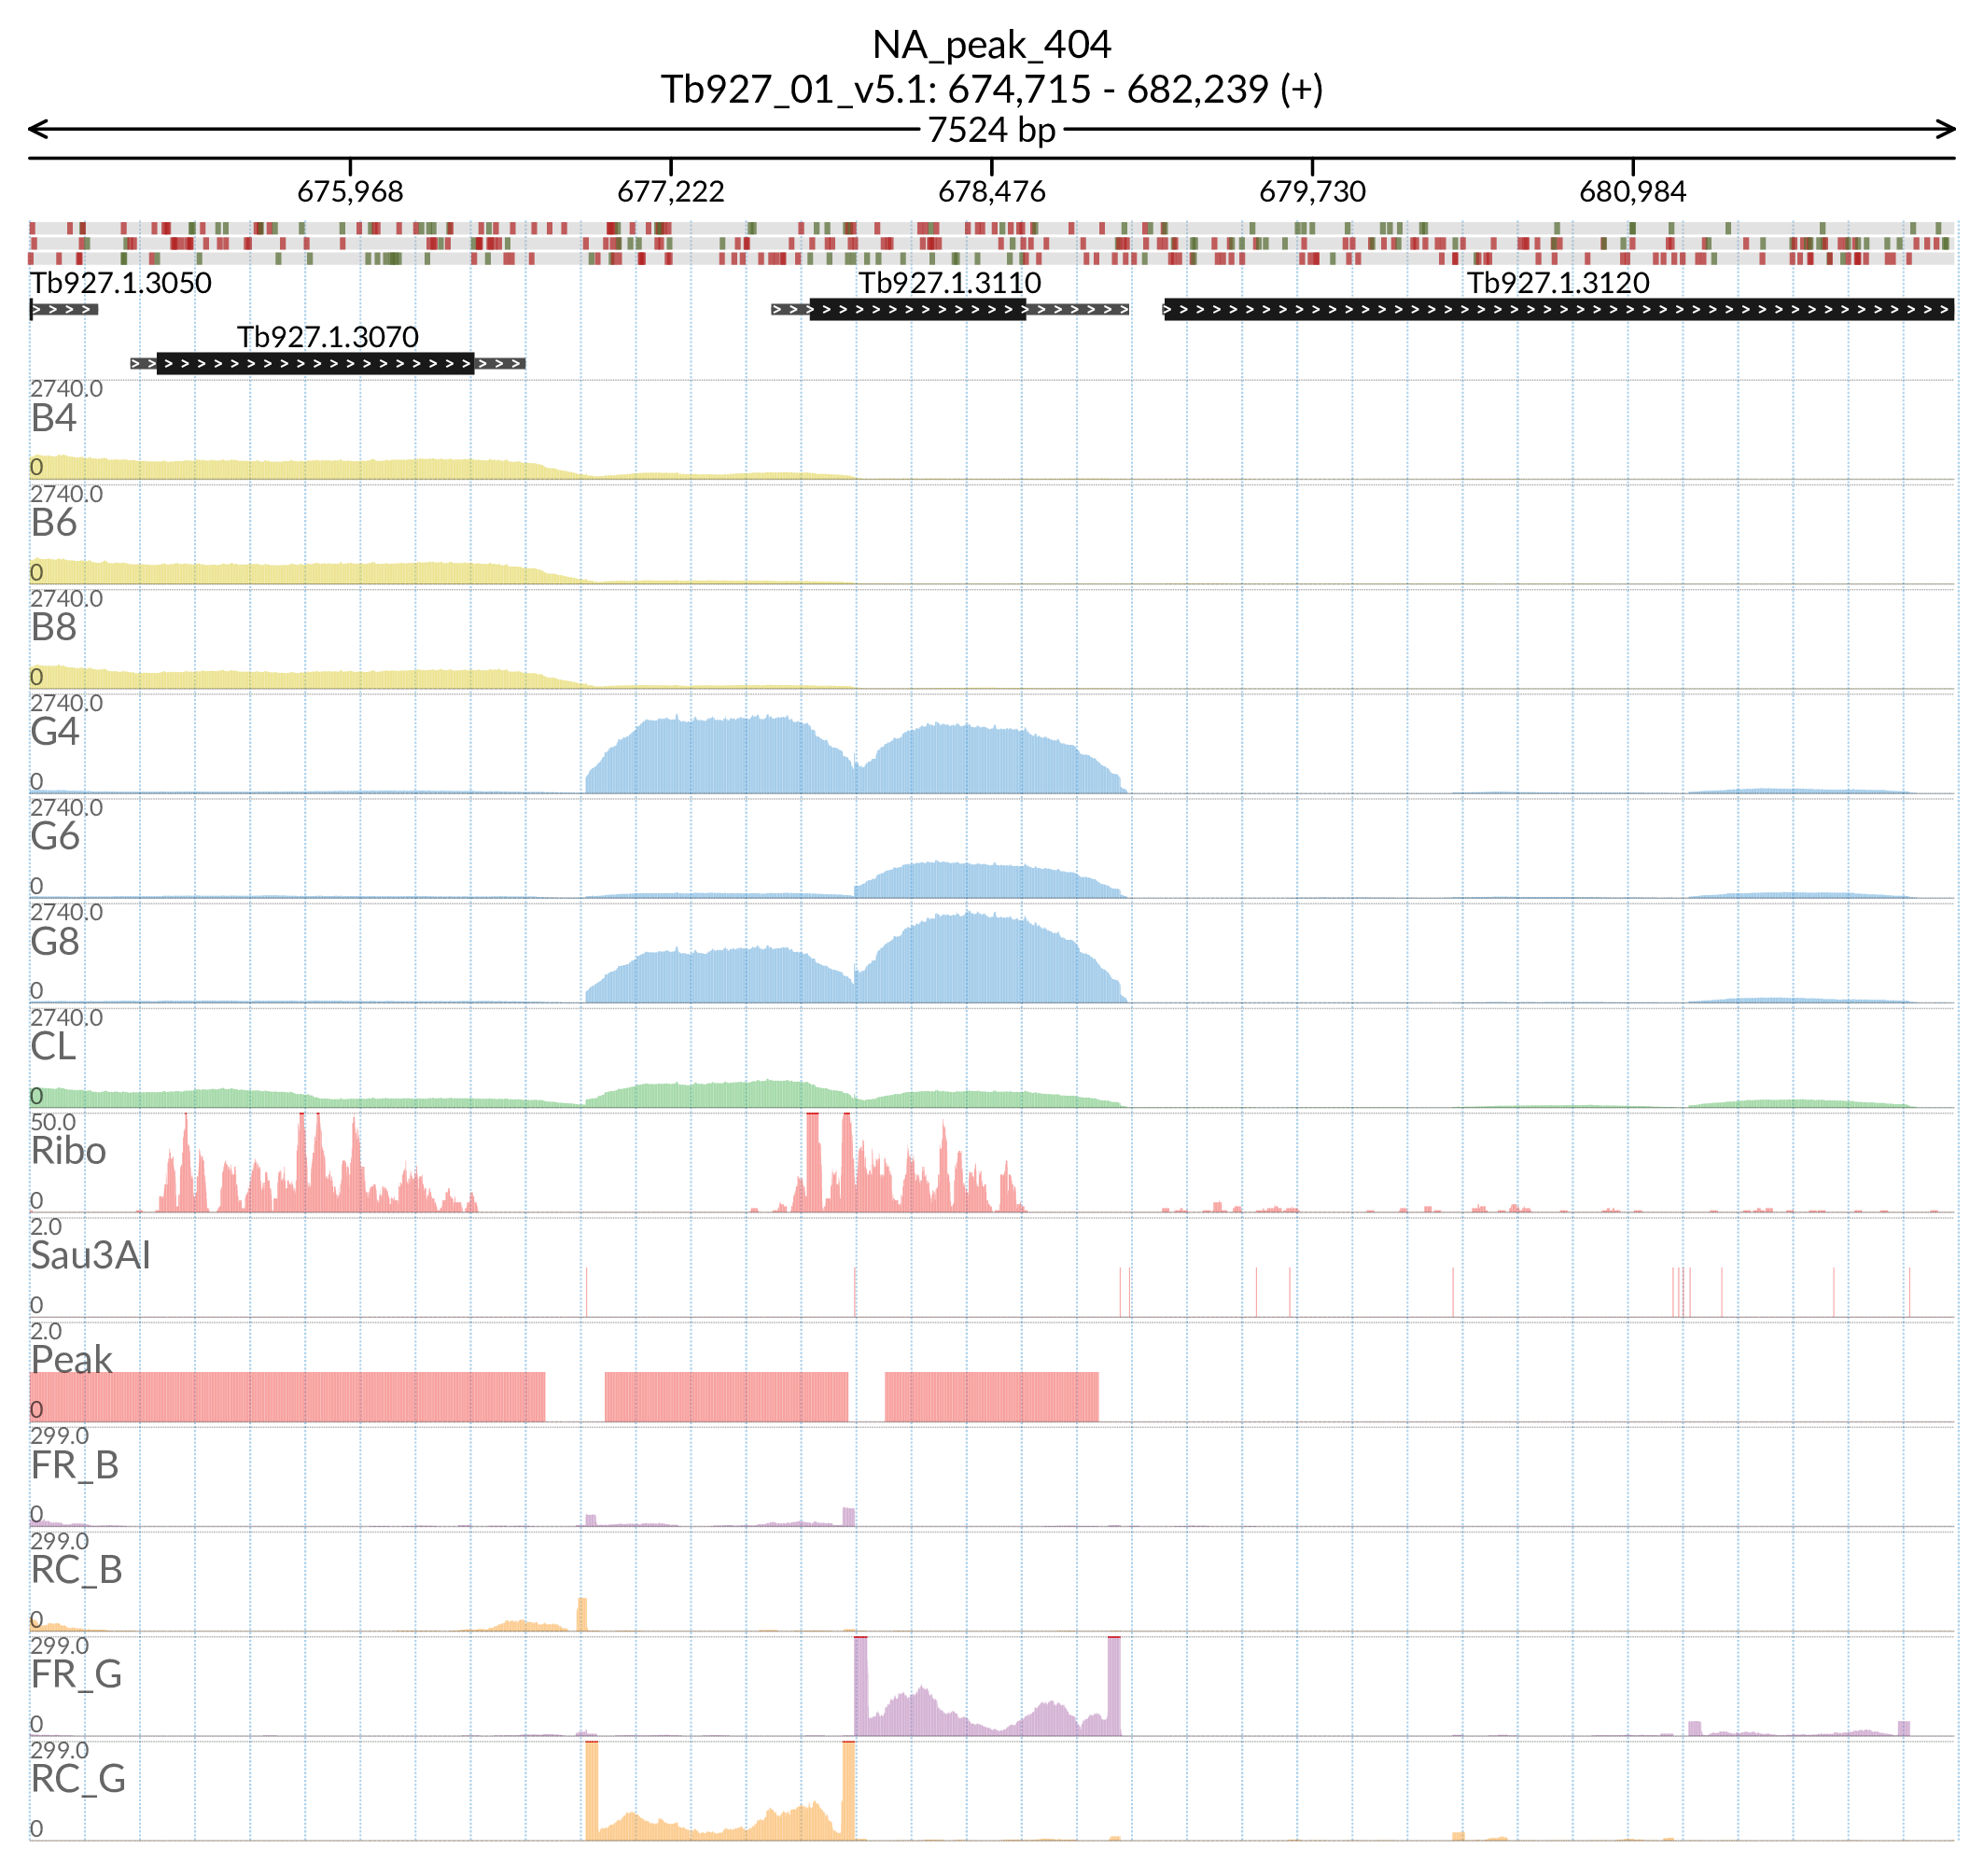 NA_peak_404
Tb927_01_v5.1: 674,715 - 682,239 (+)
7524 bp
675,968 677,222 678,476 679,730 680,984
Tb927.1.3050 Tb927.1.3110 Tb927.1.3120
Tb927.1.3070
2740.0
B4
0
2740.0
B6
0
2740.0
B8
0
2740.0
G4
0
2740.0
G6
0
2740.0
G8
0
2740.0
CL
0
50.0
Ribo
0
2.0
Sau3AI
0
2.0
Peak
0
299.0
FR_B
0
299.0
RC_B
0
299.0
FR_G
0
299.0
RC_G
0